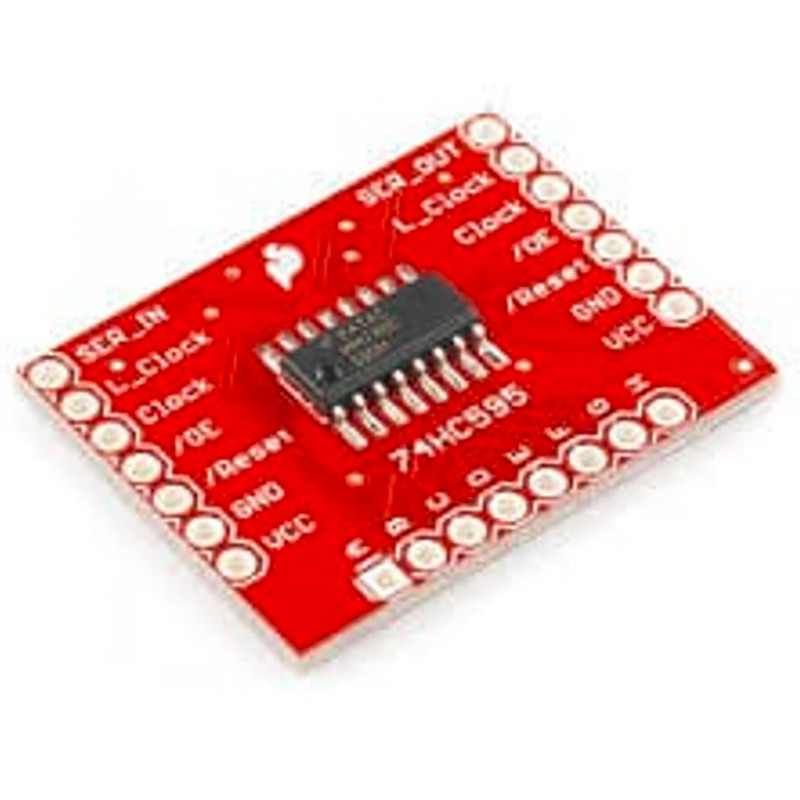 SER_OUT
L_Clock
Clock
/OE
/Reset
GND
VCC
SER_IN
L_Clock
Clock
/OE
/Reset
GND
VCC
74HC595
A B C D E F G H